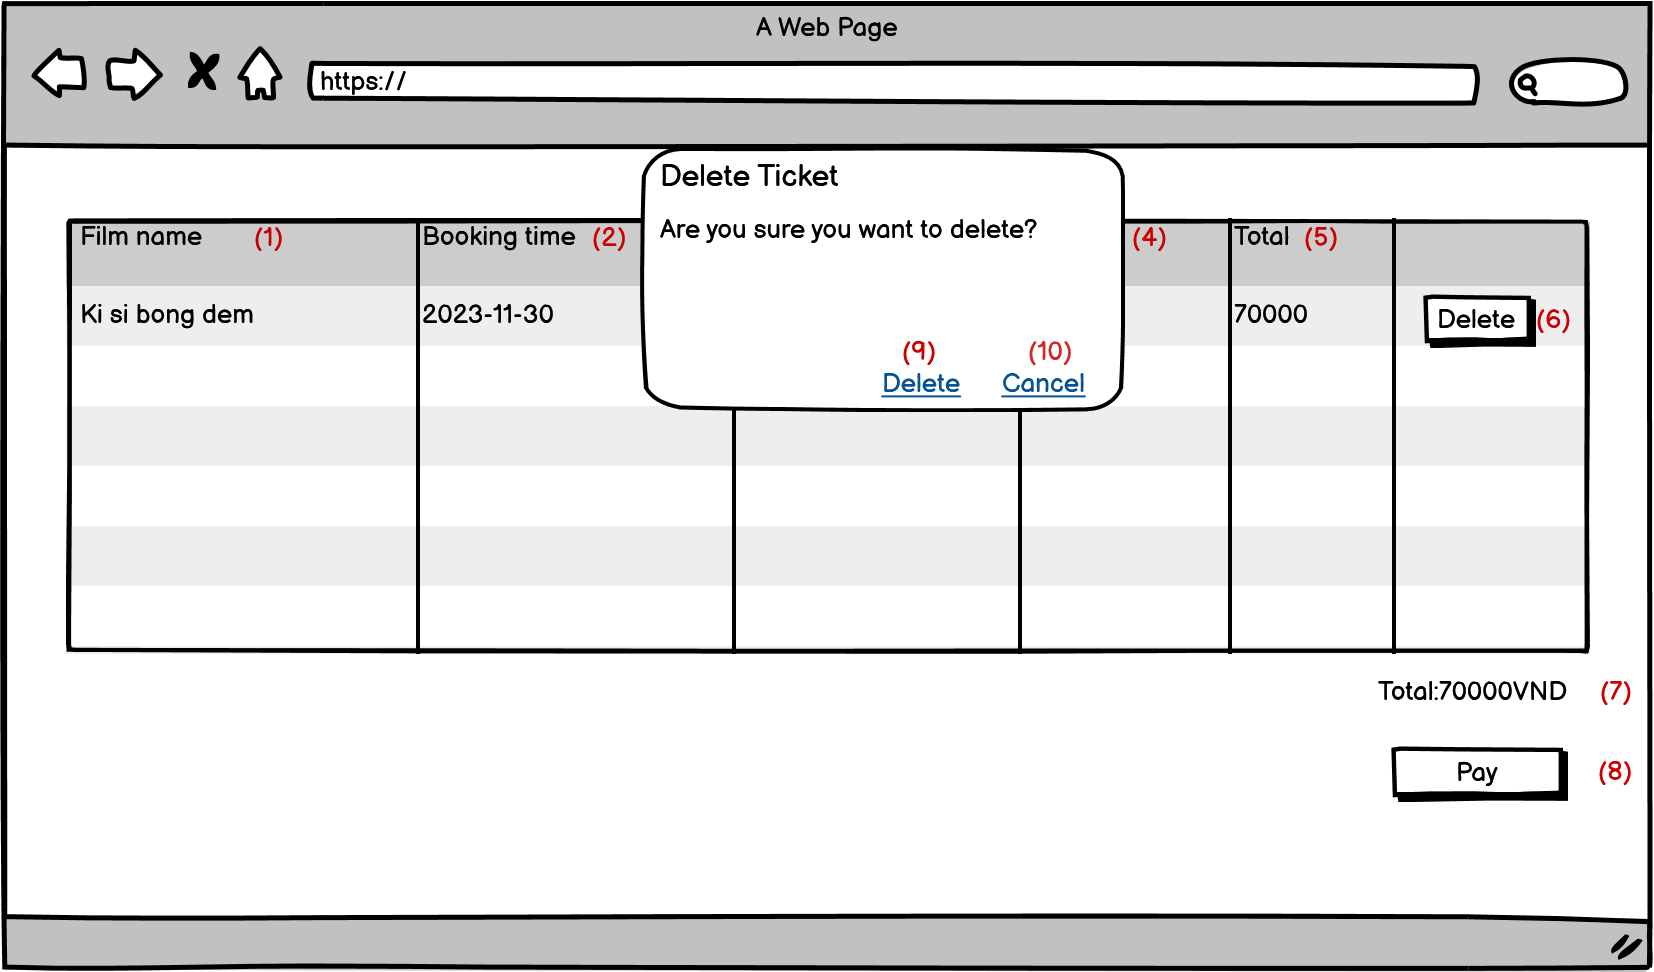 A Web Page
https://
Delete Ticket
Are you sure you want to delete?
Film name (1) Booking time (2) (4) Total (5)
Ki si bong dem 2023-11-30 70000 Delete (6)
(9) (10)
Delete Cancel
Total:70000VND (7)
Pay (8)